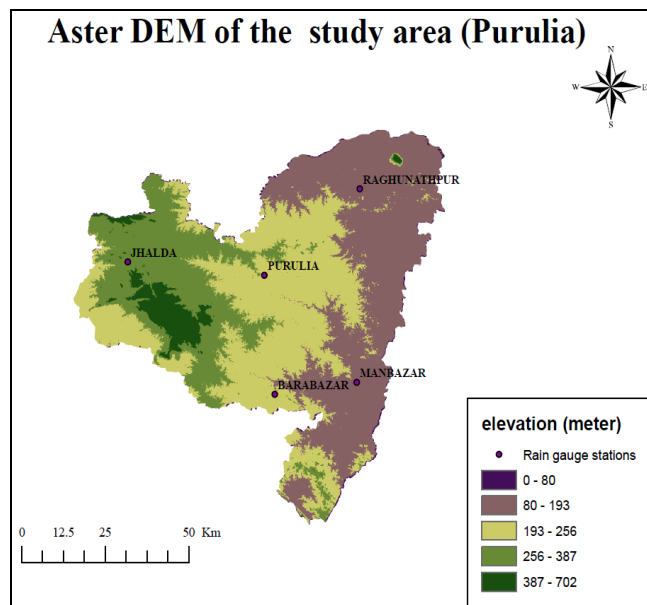 Aster DEM of the study area (Purulia)
N
W E
S
RAGHUNATHPUR
JHALDA
PURULIA
MANBAZAR
BARABAZAR
elevation (meter)
Rain gauge stations
0 - 80
80 - 193
193 - 256
256 - 387
387 - 702
0 12.5 25 50 Km